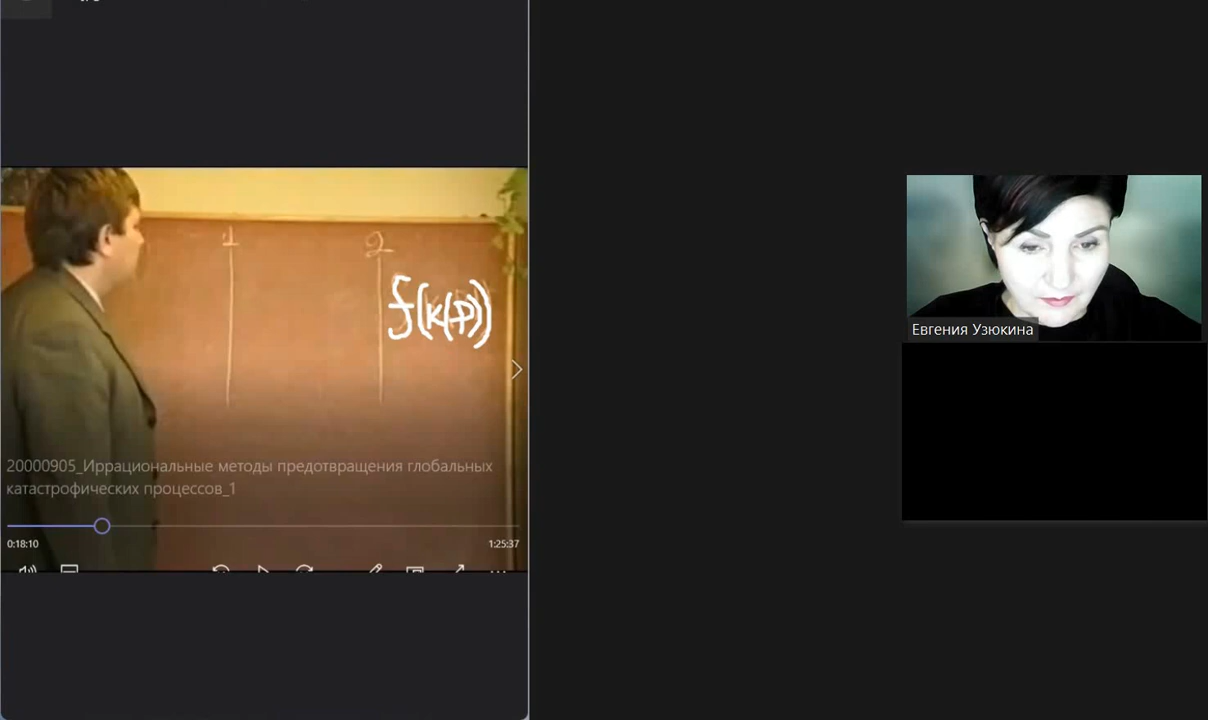 1
2
f(k(P))
20000905_Иррациональные методы предотвращения глобальных
катастрофических процессов_1
0:18:10
1:25:37
Евгения Узюкина